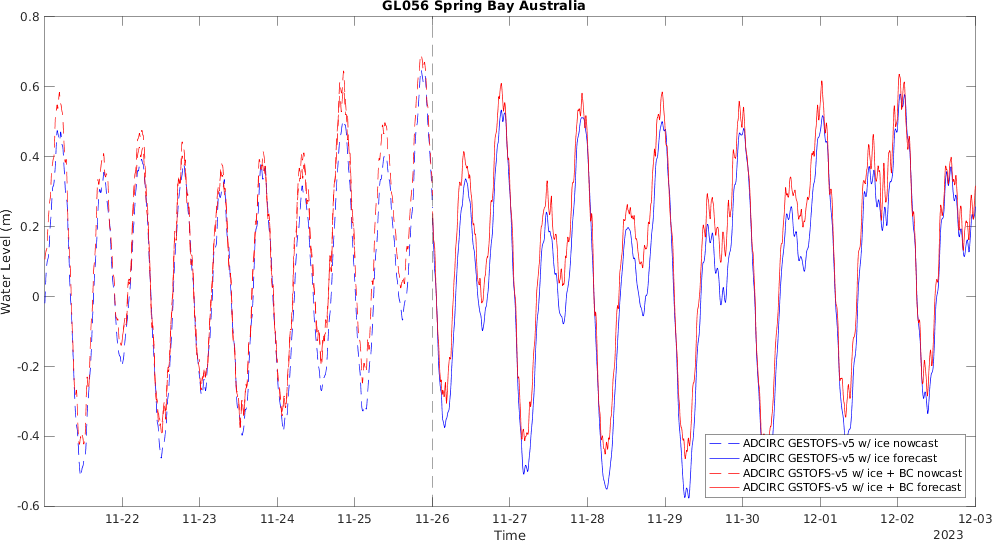 GL056 Spring Bay Australia
0.8
0.6
0.4
0.2
0
-0.2
-0.4
-0.6
Water Level (m)
ADCIRC GESTOFS-v5 w/ ice nowcast
ADCIRC GESTOFS-v5 w/ ice forecast
ADCIRC GSTOFS-v5 w/ ice + BC nowcast
ADCIRC GSTOFS-v5 w/ ice + BC forecast
11-22 11-23 11-24 11-25 11-26 11-27 11-28 11-29 11-30 12-01 12-02 12-03
Time
2023